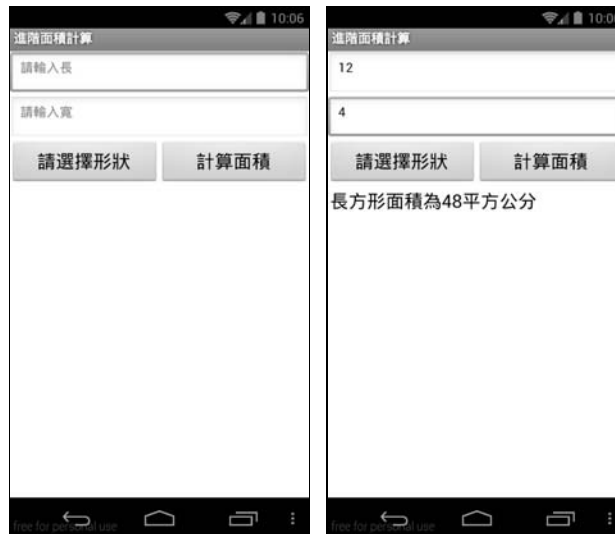 10:06
進階面積計算
請輸入長
請輸入寬
請選擇形狀 計算面積
free for personal use
10:0
進階面積計算
12
4
請選擇形狀 計算面積
長方形面積為48平方公分
free for personal use